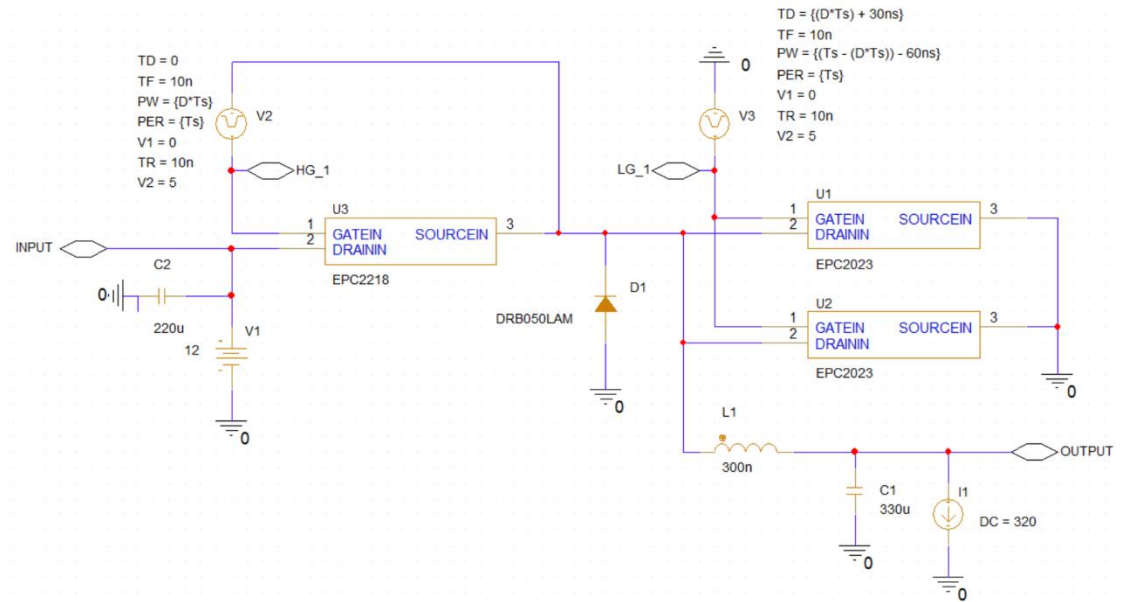 TD = {(D*Ts) + 30ns}
TF = 10n
PW = {(Ts - (D*Ts)) - 60ns}
PER = {Ts}
V1 = 0
TR = 10n
V2 = 5
0
TD = 0
TF = 10n
PW = {D*Ts}
PER = {Ts}
V1 = 0
TR = 10n
V2 = 5
V2
V3
HG_1
LG_1
U3
1
GATEIN
SOURCEIN
3
2
DRAININ
EPC2218
U1
1
GATEIN
SOURCEIN
3
2
DRAININ
EPC2023
INPUT
C2
0
220u
V1
12
0
D1
DRB050LAM
0
U2
1
GATEIN
SOURCEIN
3
2
DRAININ
EPC2023
0
L1
300n
OUTPUT
C1
330u
0
I1
DC = 320
0